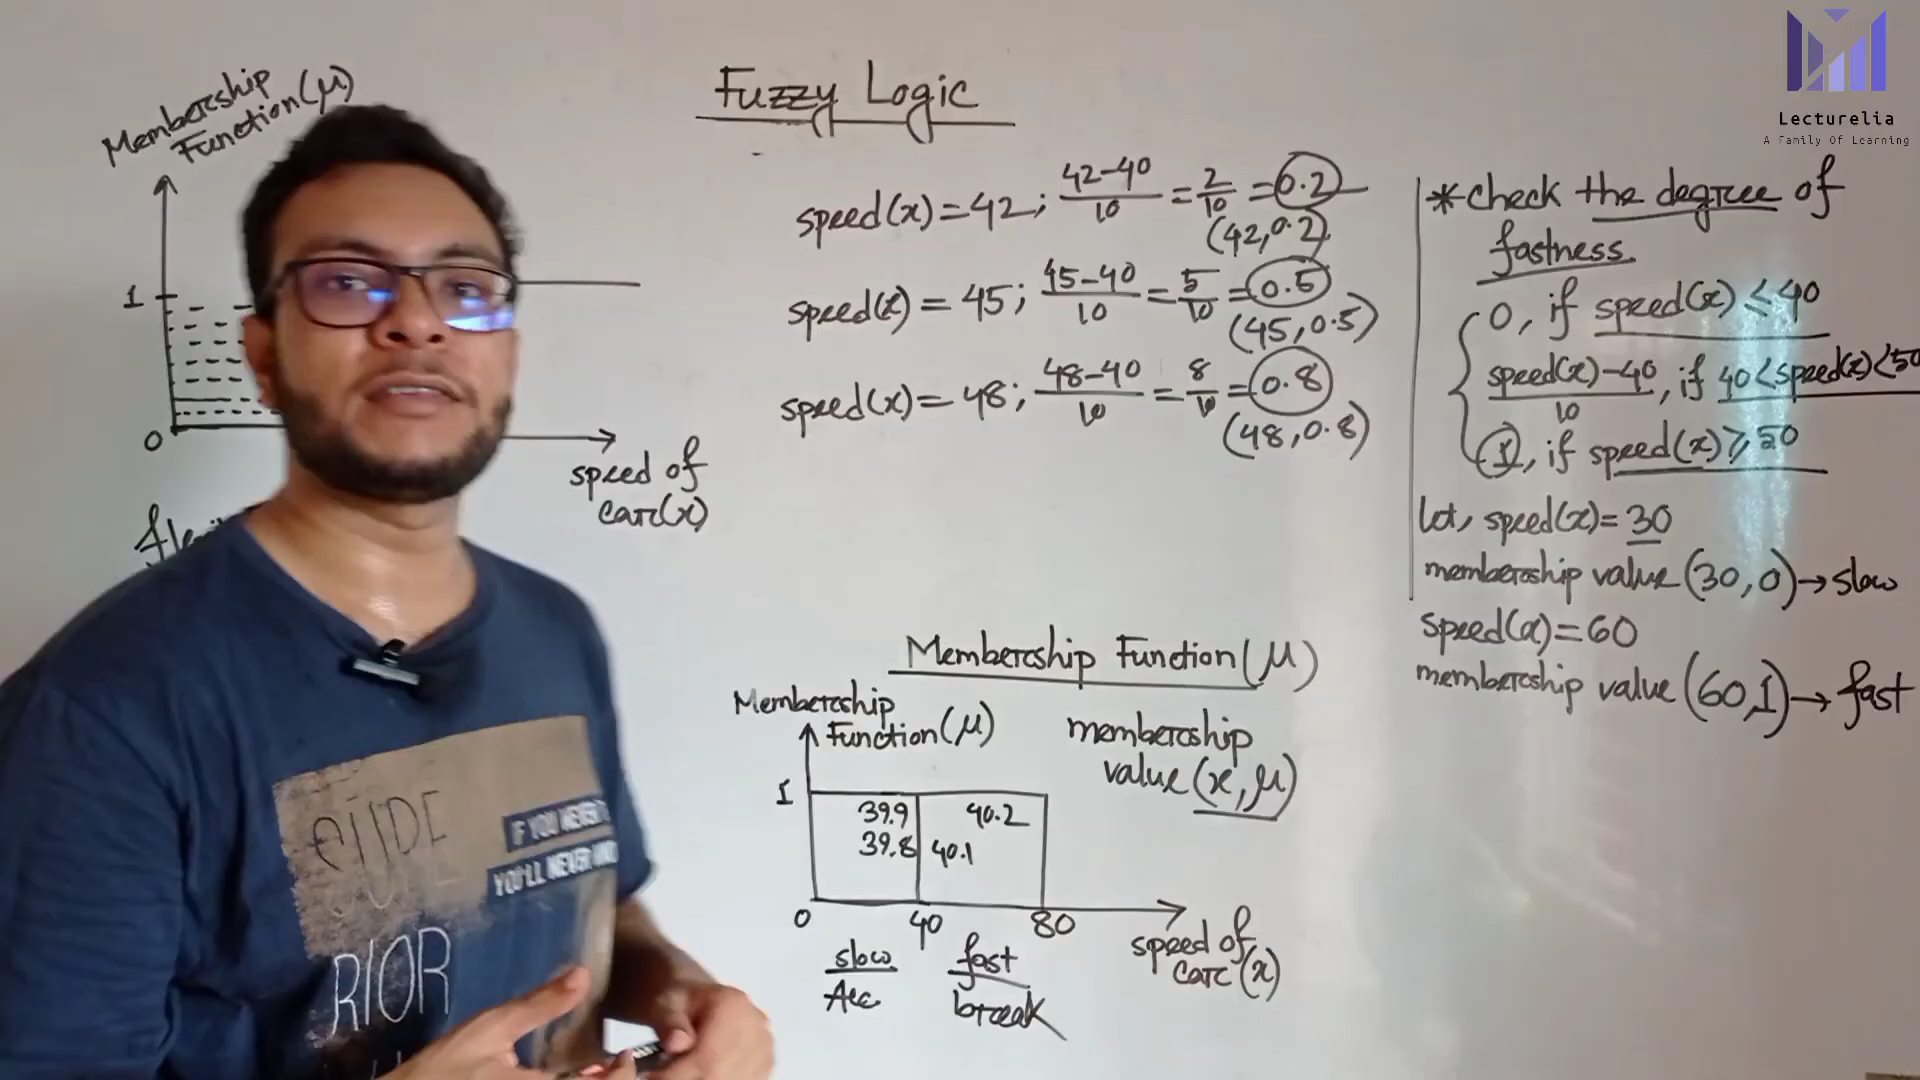 Membership
Function(μ)
1
0
speed of
car(x)
Fuzzy Logic
speed(x) = 42; 42-40/10 = 2/10 = 0.2
(42,0.2)
speed(x) = 45; 45-40/10 = 5/10 = 0.5
(45,0.5)
speed(x) = 48; 48-40/10 = 8/10 = 0.8
(48,0.8)
Membership Function(μ)
Membership
Function(μ)
membership
value (x,μ)
1
39.9 40.2
39.8 40.1
0 40 80
speed of
car(x)
slow fast
Acc break
*check the degree of
fastness
0, if speed(x) ≤ 40
speed(x)-40/10, if 40<speed(x)<50
1, if speed(x) ≥ 50
let, speed(x)= 30
membership value (30,0)→slow
speed(x)=60
membership value (60,1)→ fast
Lecturelia
A Family Of Learning
RIOR
IF YOU NEVER
YOU'LL NEVER